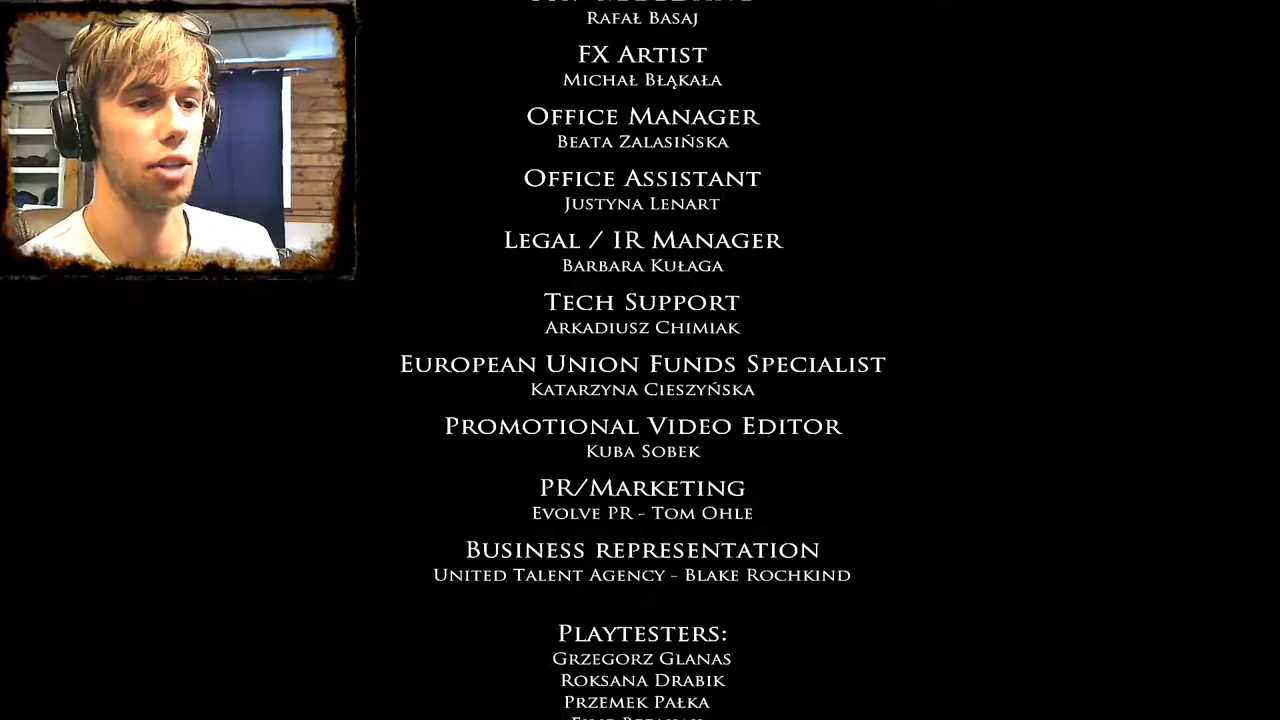 Rafał Basaj
FX Artist
Michał Błąkała
Office Manager
Beata Zalasińska
Office Assistant
Justyna Lenart
Legal / IR Manager
Barbara Kułaga
Tech Support
Arkadiusz Chimiak
European Union Funds Specialist
Katarzyna Cieszyńska
Promotional Video Editor
Kuba Sobek
PR/Marketing
Evolve PR - Tom Ohle
Business representation
United Talent Agency - Blake Rochkind
Playtesters:
Grzegorz Glanas
Roksana Drabik
Przemek Pałka